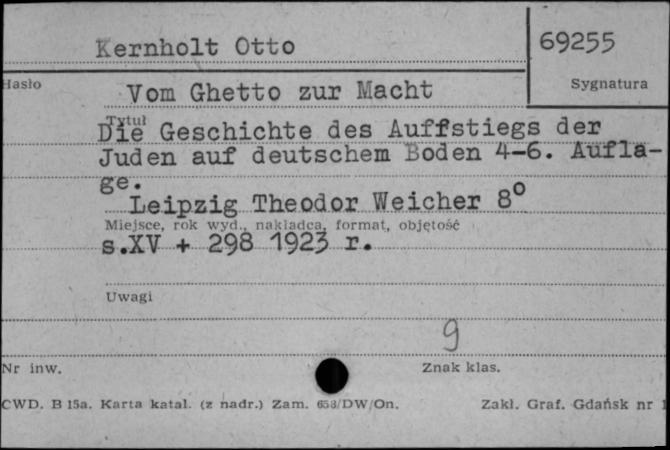 Kernholt Otto
69255
Hasło
Sygnatura
Vom Ghetto zur Macht
Tytuł
Die Geschichte des Auffstiegs der
Juden auf deutschem Boden 4-6. Aufla-
ge.
Leipzig Theodor Weicher 8º
Miejsce, rok wyd., nakładca, format, objętość
s.XV + 298 1923 r.
Uwagi
9
Nr inw.
Znak klas.
CWD. B 15a. Karta katal. (z nadr.) Zam. 658/DW/On.
Zakł. Graf. Gdańsk nr 1